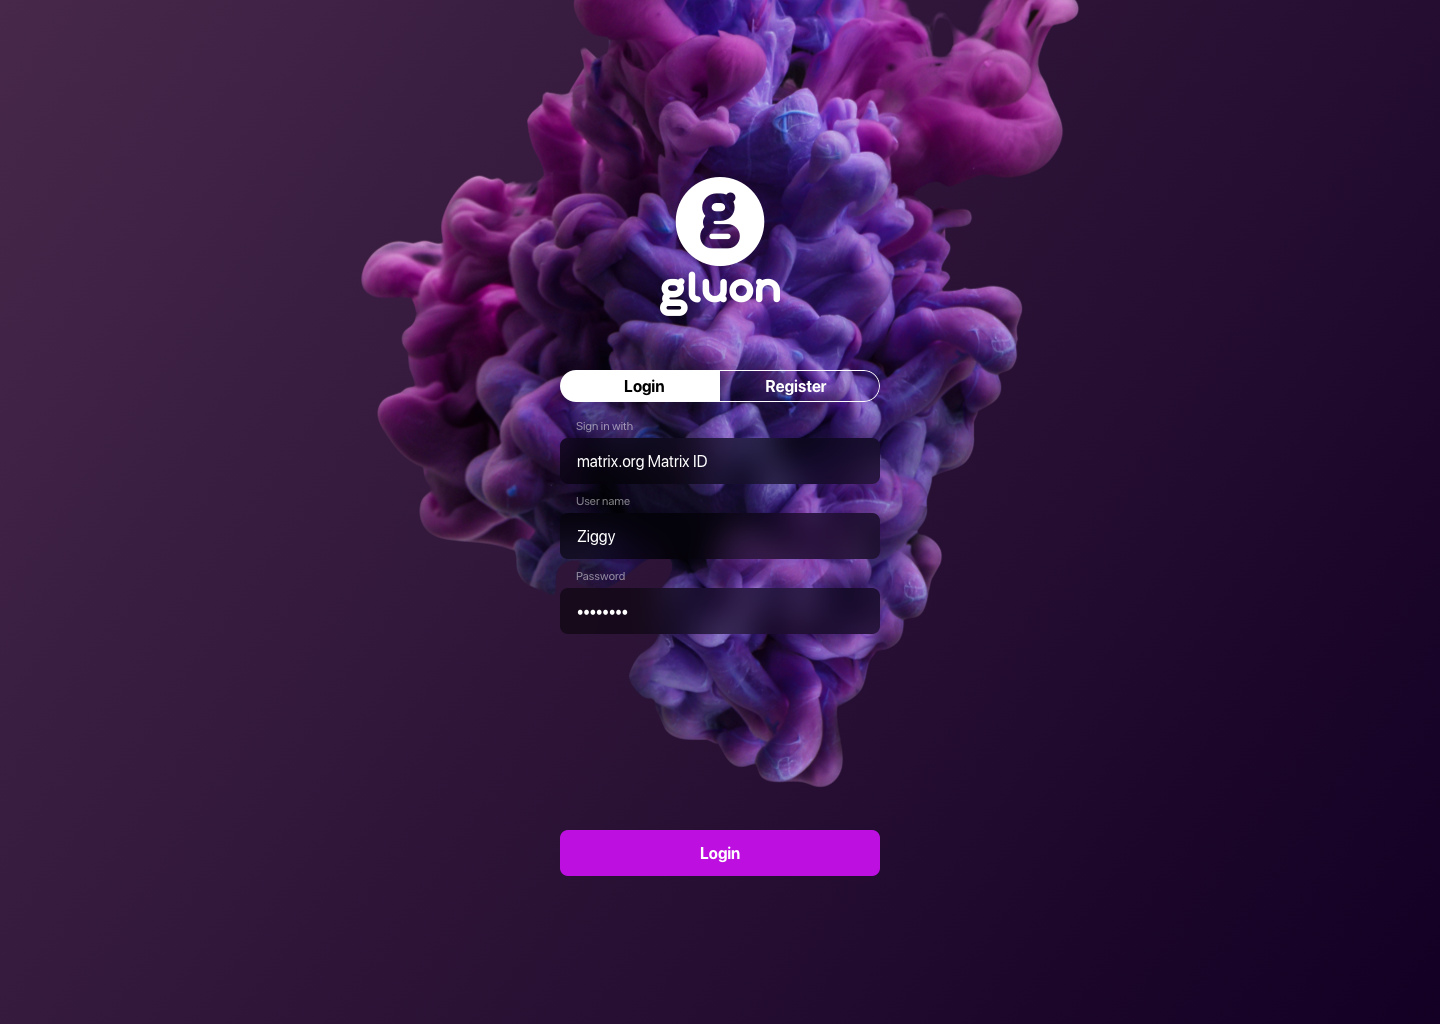 g
gluon
Login Register
Sign in with
matrix.org Matrix ID
User name
Ziggy
Password
••••••••
Login